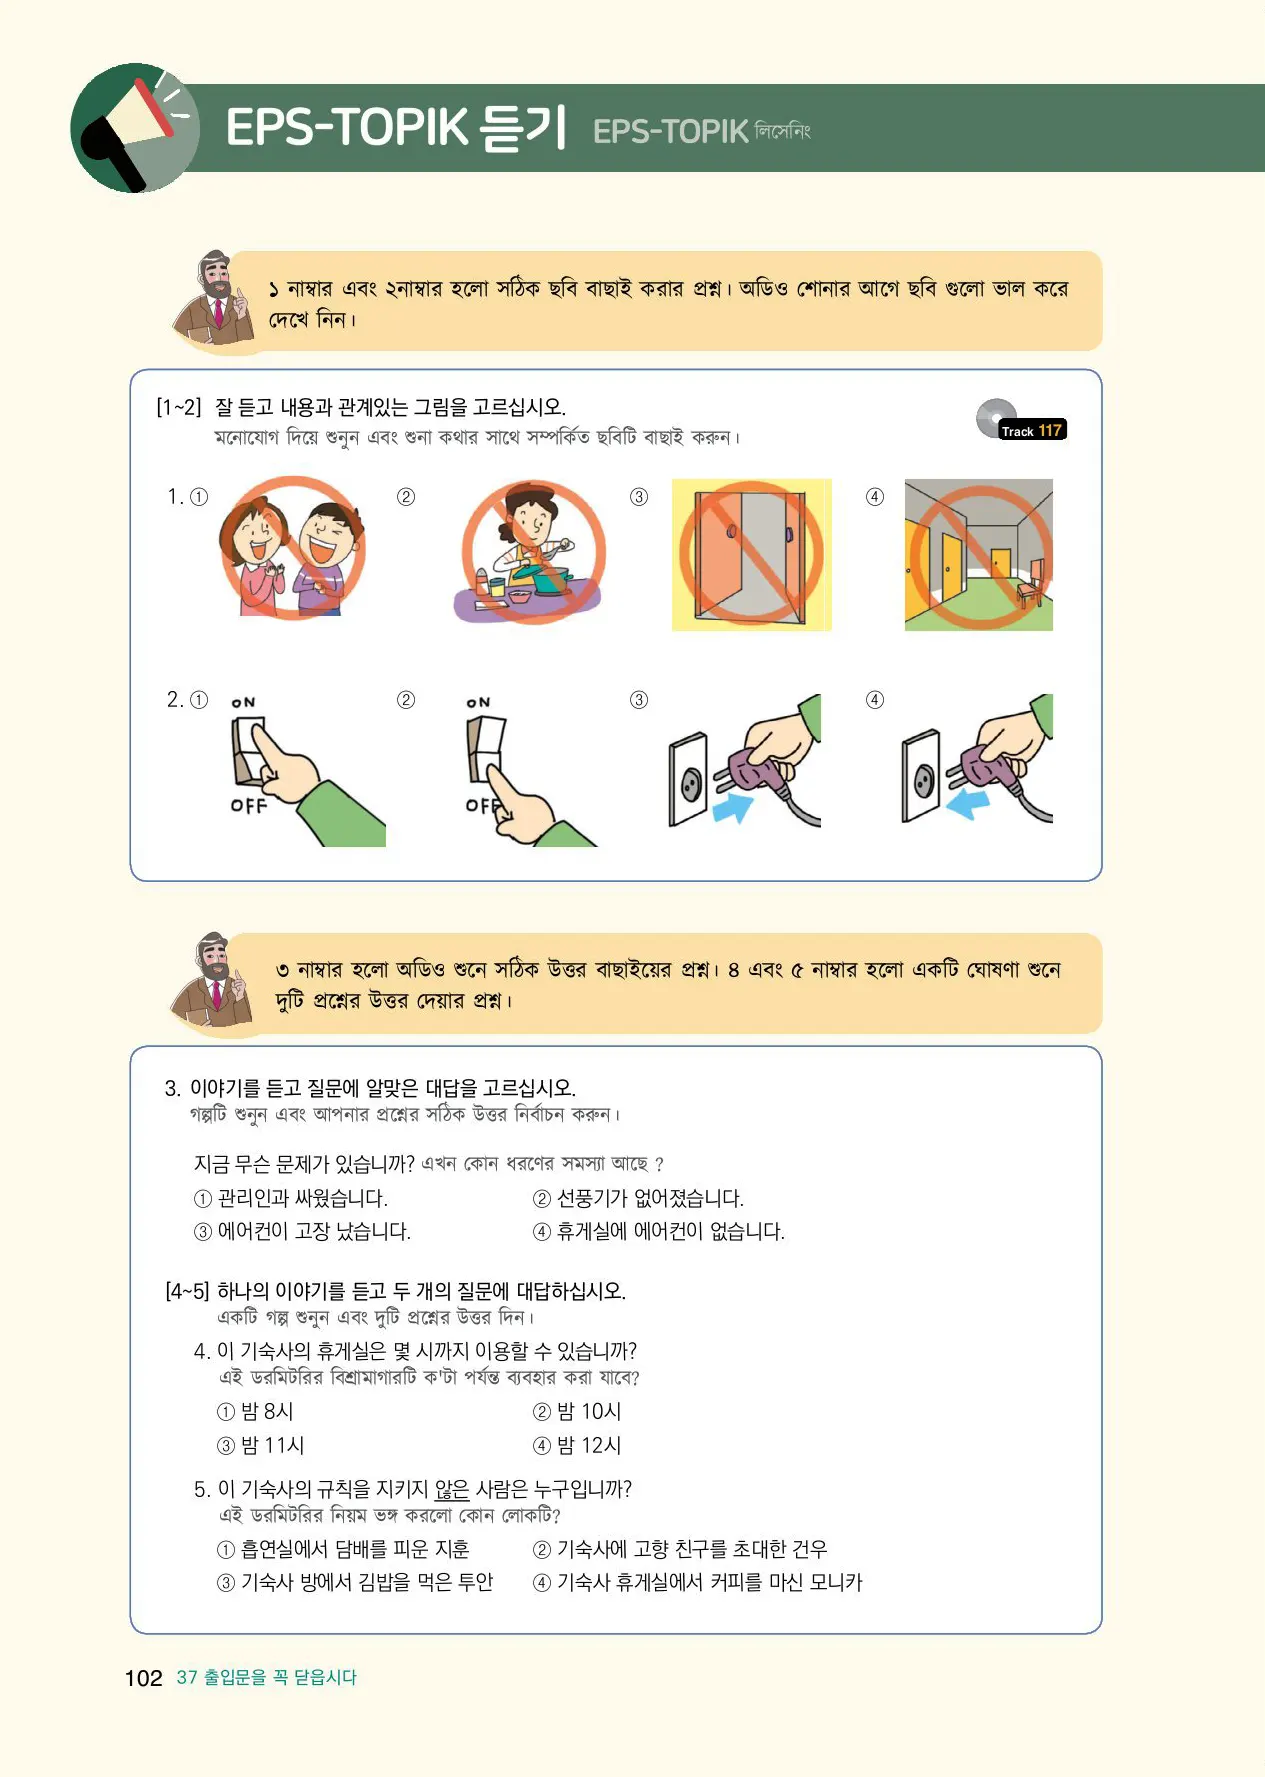 EPS-TOPIK 듣기 EPS-TOPIK লিসেনিং
১ নাম্বার এবং ২নাম্বার হলো সঠিক ছবি বাছাই করার প্রশ্ন। অডিও শোনার আগে ছবি গুলো ভাল করে
দেখে নিন।
[1~2] 잘 듣고 내용과 관계있는 그림을 고르십시오.
মনোযোগ দিয়ে শুনুন এবং শুনা কথার সাথে সম্পর্কিত ছবিটি বাছাই করুন।
Track 117
1. ① ② ③ ④
2. ① ② ③ ④
ON ON
OFF OFF
৩ নাম্বার হলো অডিও শুনে সঠিক উত্তর বাছাইয়ের প্রশ্ন। ৪ এবং ৫ নাম্বার হলো একটি ঘোষণা শুনে
দুটি প্রশ্নের উত্তর দেয়ার প্রশ্ন।
3. 이야기를 듣고 질문에 알맞은 대답을 고르십시오.
গল্পটি শুনুন এবং আপনার প্রশ্নের সঠিক উত্তর নির্বাচন করুন।
지금 무슨 문제가 있습니까? এখন কোন ধরণের সমস্যা আছে ?
① 관리인과 싸웠습니다. ② 선풍기가 없어졌습니다.
③ 에어컨이 고장 났습니다. ④ 휴게실에 에어컨이 없습니다.
[4~5] 하나의 이야기를 듣고 두 개의 질문에 대답하십시오.
একটি গল্প শুনুন এবং দুটি প্রশ্নের উত্তর দিন।
4. 이 기숙사의 휴게실은 몇 시까지 이용할 수 있습니까?
এই ডরমিটরির বিশ্রামাগারটি ক'টা পর্যন্ত ব্যবহার করা যাবে?
① 밤 8시 ② 밤 10시
③ 밤 11시 ④ 밤 12시
5. 이 기숙사의 규칙을 지키지 않은 사람은 누구입니까?
এই ডরমিটরির নিয়ম ভঙ্গ করলো কোন লোকটি?
① 흡연실에서 담배를 피운 지훈 ② 기숙사에 고향 친구를 초대한 건우
③ 기숙사 방에서 김밥을 먹은 투안 ④ 기숙사 휴게실에서 커피를 마신 모니카
102 37 출입문을 꼭 닫읍시다